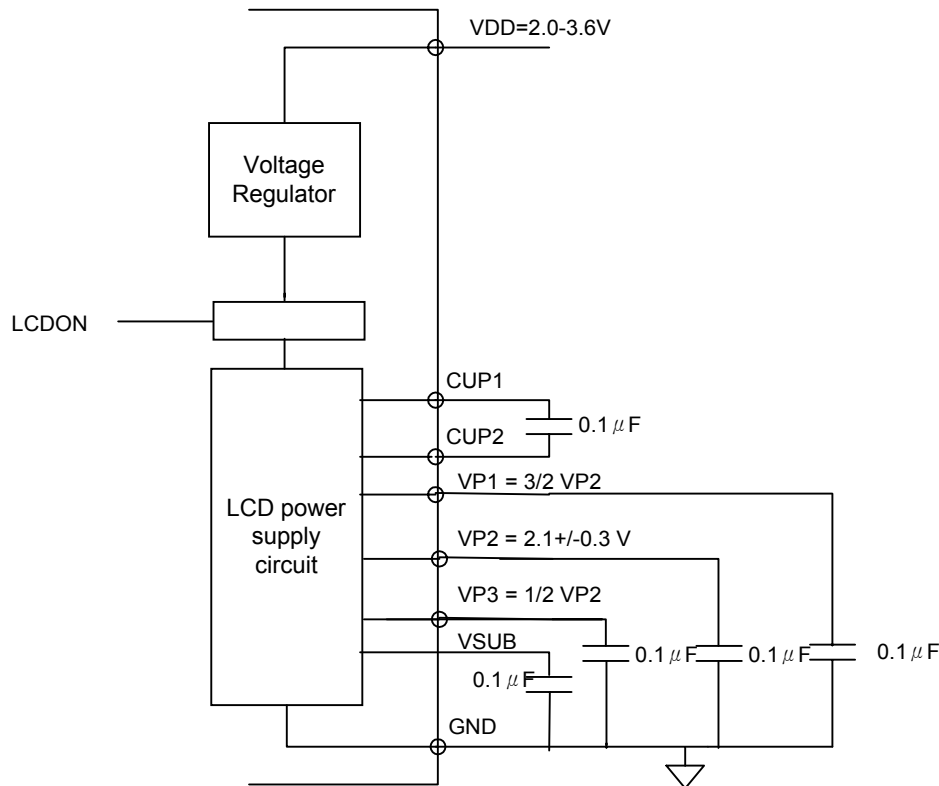 VDD=2.0-3.6V
Voltage
Regulator
LCDON
CUP1
0.1μF
CUP2
VP1 = 3/2 VP2
LCD power
supply
circuit
VP2 = 2.1+/-0.3 V
VP3 = 1/2 VP2
VSUB
0.1μF
0.1μF
0.1μF
0.1μF
GND